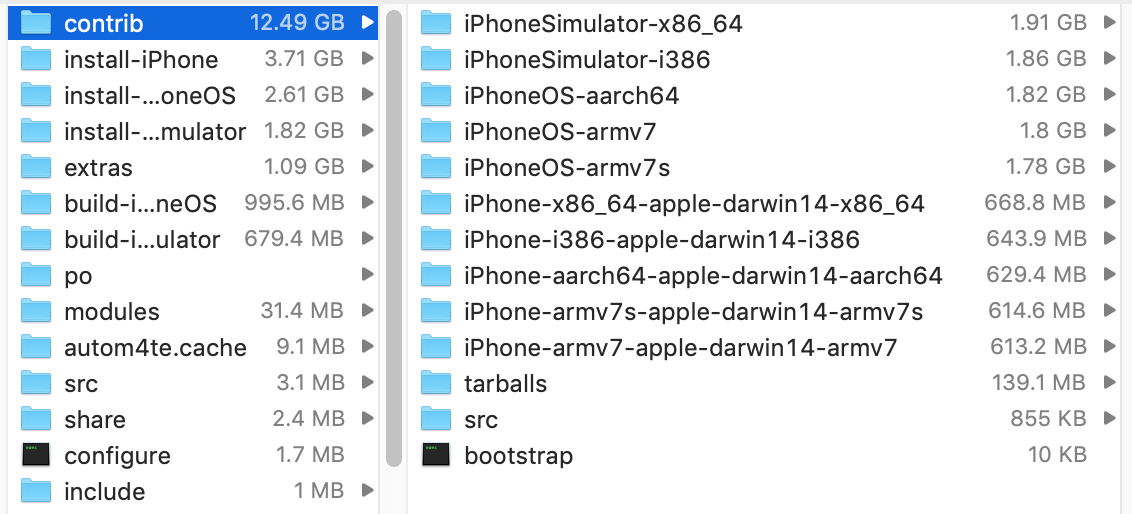 contrib 12.49 GB
install-iPhone 3.71 GB
install-...oneOS 2.61 GB
install-...mulator 1.82 GB
extras 1.09 GB
build-i...neOS 995.6 MB
build-i...ulator 679.4 MB
po
modules 31.4 MB
autom4te.cache 9.1 MB
src 3.1 MB
share 2.4 MB
configure 1.7 MB
include 1 MB
iPhoneSimulator-x86_64 1.91 GB
iPhoneSimulator-i386 1.86 GB
iPhoneOS-aarch64 1.82 GB
iPhoneOS-armv7 1.8 GB
iPhoneOS-armv7s 1.78 GB
iPhone-x86_64-apple-darwin14-x86_64 668.8 MB
iPhone-i386-apple-darwin14-i386 643.9 MB
iPhone-aarch64-apple-darwin14-aarch64 629.4 MB
iPhone-armv7s-apple-darwin14-armv7s 614.6 MB
iPhone-armv7-apple-darwin14-armv7 613.2 MB
tarballs 139.1 MB
src 855 KB
bootstrap 10 KB